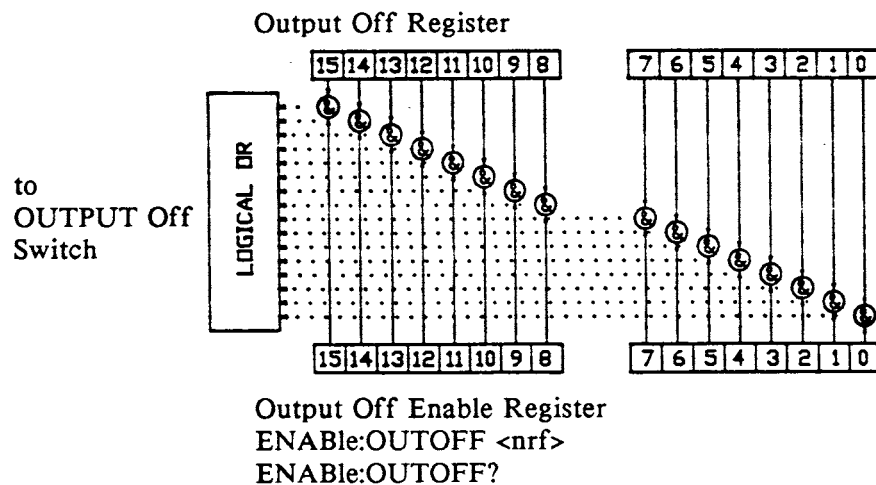 Output Off Register
15 14 13 12 11 10 9 8 7 6 5 4 3 2 1 0
& & & & & & & & & & & & & & & &
LOGICAL OR
to
OUTPUT Off
Switch
15 14 13 12 11 10 9 8 7 6 5 4 3 2 1 0
Output Off Enable Register
ENABle:OUTOFF <nrf>
ENABle:OUTOFF?